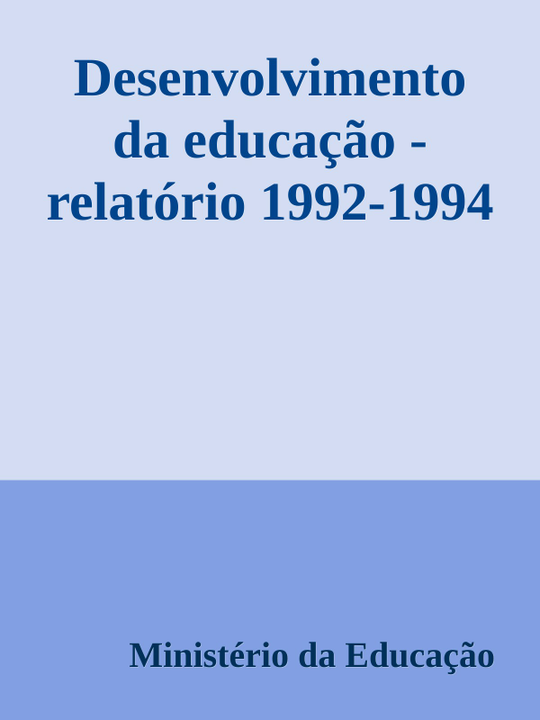 Desenvolvimento
da educação -
relatório 1992-1994
Ministério da Educação